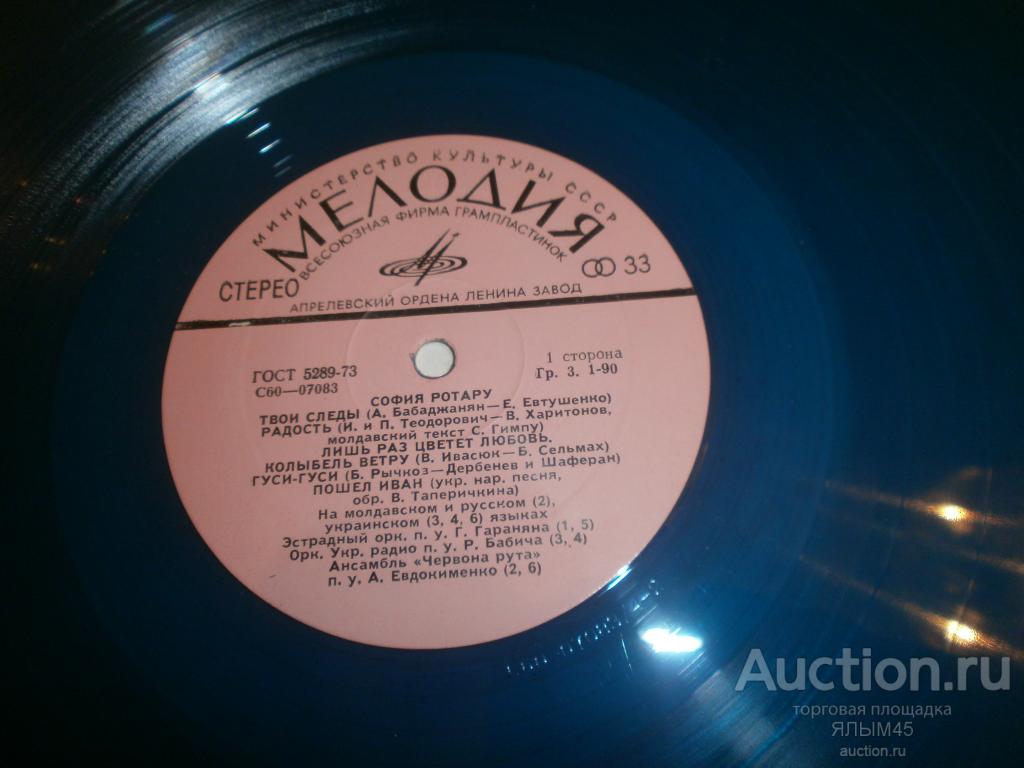 МИНИСТЕРСТВО КУЛЬТУРЫ СССР
МЕЛОДИЯ
ВСЕСОЮЗНАЯ ФИРМА ГРАМПЛАСТИНОК
СТЕРЕО
33
АПРЕЛЕВСКИЙ ОРДЕНА ЛЕНИНА ЗАВОД
ГОСТ 5289-73
1 сторона
С60—07083
Гр. 3. 1-90
СОФИЯ РОТАРУ
ТВОИ СЛЕДЫ (А. Бабаджанян—Е. Евтушенко)
РАДОСТЬ (И. и П. Теодорович—В. Харитонов,
молдавский текст С. Гимпу)
ЛИШЬ РАЗ ЦВЕТЕТ ЛЮБОВЬ.
КОЛЫБЕЛЬ ВЕТРУ (В. Ивасюк—Б. Сельмах)
ГУСИ-ГУСИ (Б. Рычкоз—Дербенев и Шаферан)
ПОШЕЛ ИВАН (укр. нар. песня,
обр. В. Таперичкина)
На молдавском и русском (2),
украинском (3, 4, 6) языках
Эстрадный орк. п. у. Г. Гараняна (1, 5)
Орк. Укр. радио п. у. Р. Бабича (3, 4)
Ансамбль «Червона рута»
п. у. А. Евдокименко (2, 6)
Auction.ru
торговая площадка
ЯЛЫМ45
auction.ru